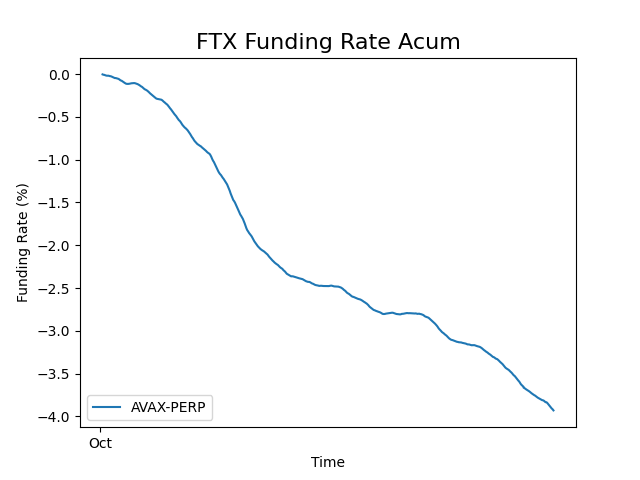 FTX Funding Rate Acum
Funding Rate (%)
0.0
−0.5
−1.0
−1.5
−2.0
−2.5
−3.0
−3.5
−4.0
AVAX-PERP
Oct
Time